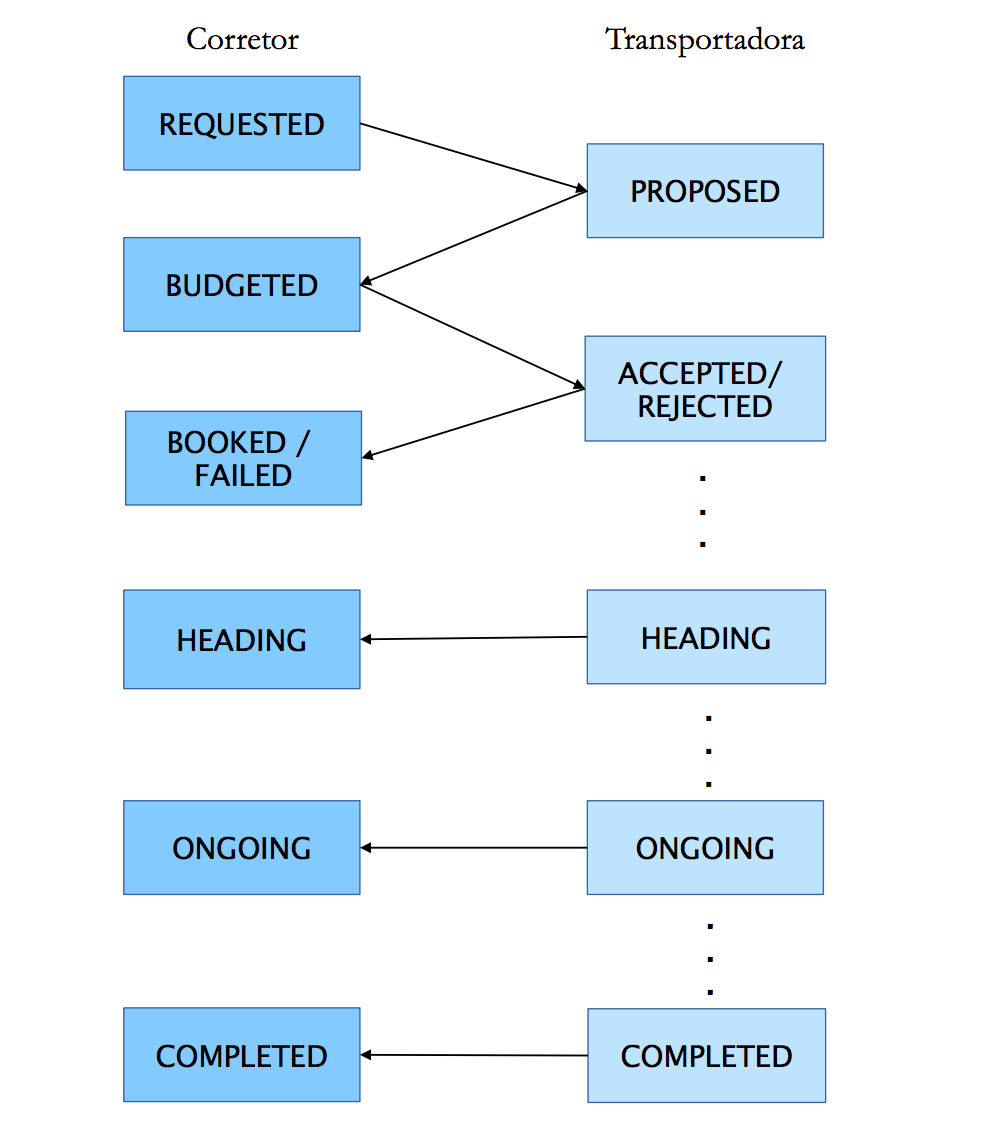 Corretor
Transportadora
REQUESTED
PROPOSED
BUDGETED
ACCEPTED/
REJECTED
BOOKED /
FAILED
HEADING
HEADING
ONGOING
ONGOING
COMPLETED
COMPLETED